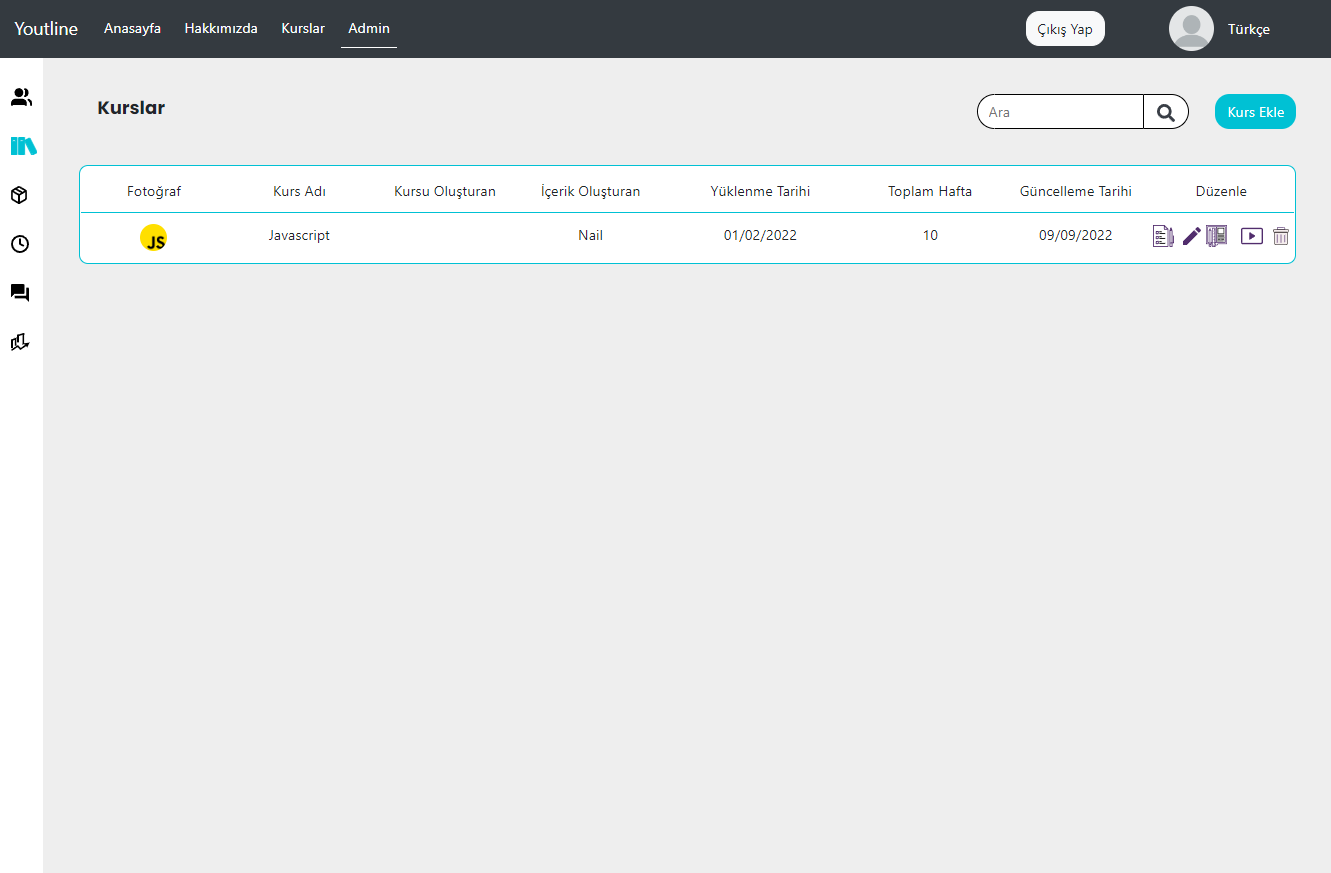 Youtline Anasayfa Hakkımızda Kurslar Admin Çıkış Yap Türkçe
Kurslar
Ara
Kurs Ekle
Fotoğraf Kurs Adı Kursu Oluşturan İçerik Oluşturan Yüklenme Tarihi Toplam Hafta Güncelleme Tarihi Düzenle
JS Javascript Nail 01/02/2022 10 09/09/2022